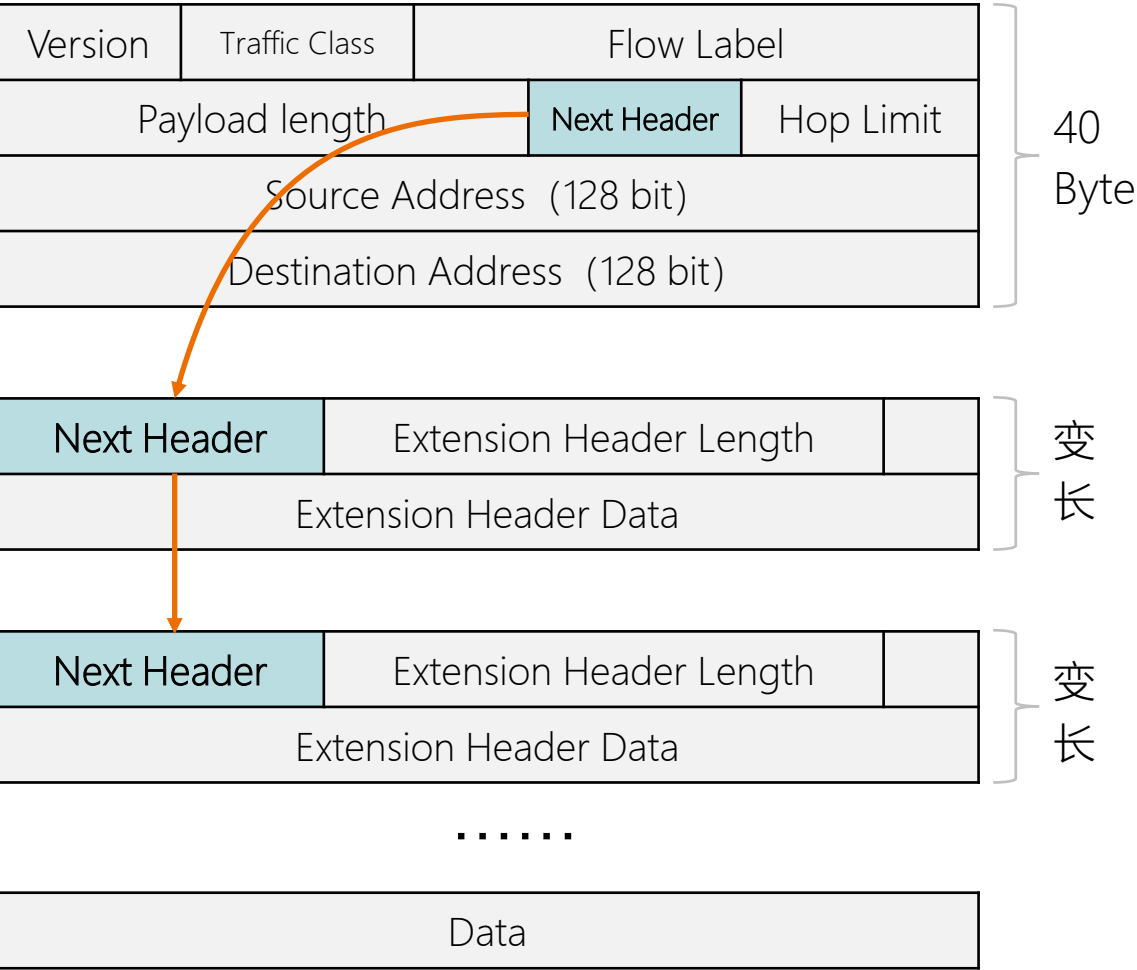 Version Traffic Class Flow Label
Payload length Next Header Hop Limit
Source Address (128 bit)
Destination Address (128 bit)
40
Byte
Next Header Extension Header Length
Extension Header Data
变
长
Next Header Extension Header Length
Extension Header Data
变
长
......
Data